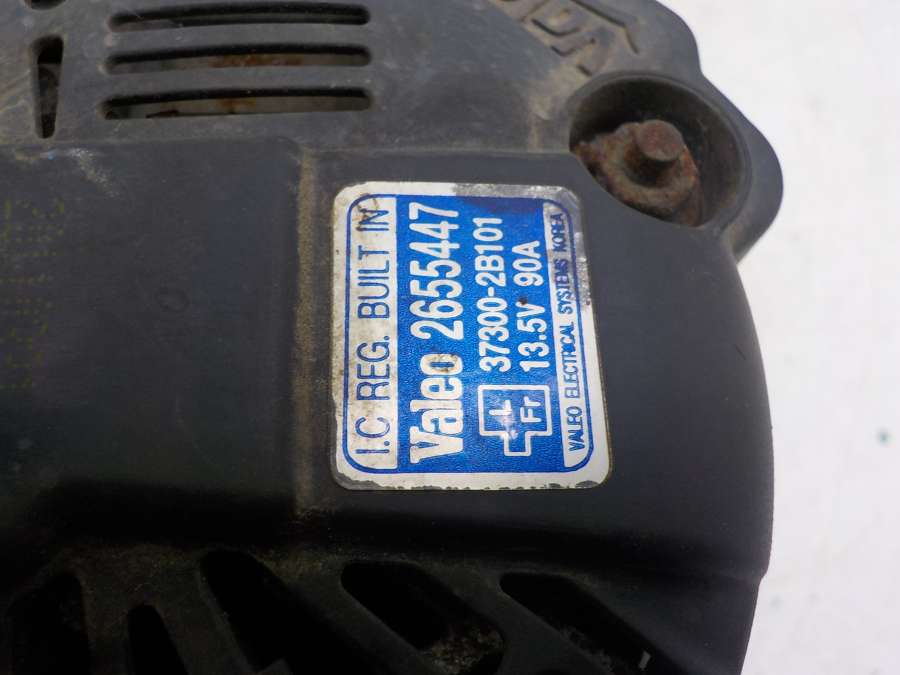 I.C REG. BUILT IN
Valeo 2655447
37300-2B101
13.5V 90A
L
Fr
VALEO ELECTRICAL SYSTEMS KOREA